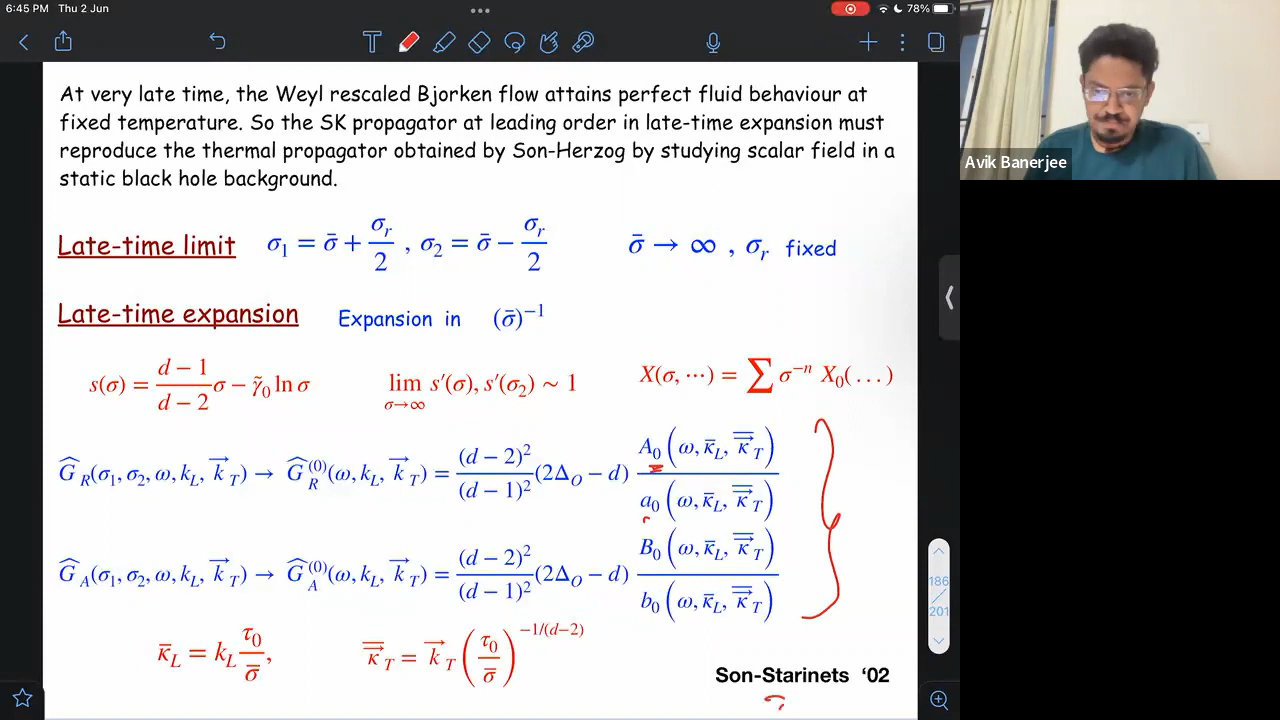 6:45 PM Thu 2 Jun
78%
At very late time, the Weyl rescaled Bjorken flow attains perfect fluid behaviour at
fixed temperature. So the SK propagator at leading order in late-time expansion must
reproduce the thermal propagator obtained by Son-Herzog by studying scalar field in a
static black hole background.
Avik Banerjee
Late-time limit σ₁ = σ̄ + σᵣ/2 , σ₂ = σ̄ − σᵣ/2 σ̄ → ∞ , σᵣ fixed
Late-time expansion Expansion in (σ̄)⁻¹
s(σ) = (d − 1)/(d − 2) σ − γ̃₀ ln σ lim_{σ→∞} s′(σ), s′(σ₂) ∼ 1 X(σ, ⋯) = ∑ σ⁻ⁿ X₀(…)
Ĝ_R(σ₁, σ₂, ω, k_L, k⃗_T) → Ĝ_R⁽⁰⁾(ω, k_L, k⃗_T) = (d − 2)²/(d − 1)² (2Δ_O − d) A₀(ω, κ̄_L, κ̄⃗_T)/a₀(ω, κ̄_L, κ̄⃗_T)
Ĝ_A(σ₁, σ₂, ω, k_L, k⃗_T) → Ĝ_A⁽⁰⁾(ω, k_L, k⃗_T) = (d − 2)²/(d − 1)² (2Δ_O − d) B₀(ω, κ̄_L, κ̄⃗_T)/b₀(ω, κ̄_L, κ̄⃗_T)
κ̄_L = k_L τ₀/σ̄, κ̄⃗_T = k⃗_T (τ₀/σ̄)^{−1/(d−2)}
Son-Starinets ‘02
186
/
201